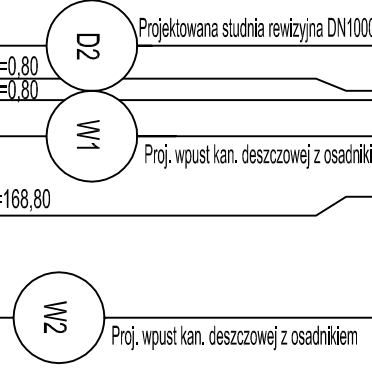 D2
Projektowana studnia rewizyjna DN1000
=0,80
=0,80
W1
Proj. wpust kan. deszczowej z osadniki
=168,80
W2
Proj. wpust kan. deszczowej z osadnikiem